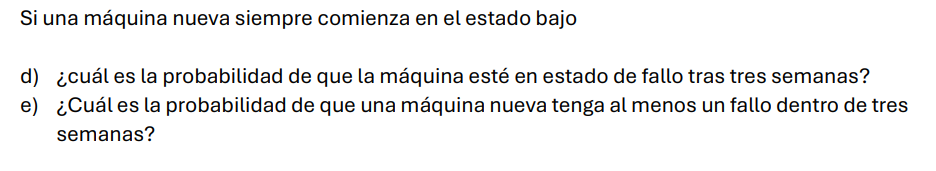 Si una máquina nueva siempre comienza en el estado bajo
d) ¿cuál es la probabilidad de que la máquina esté en estado de fallo tras tres semanas?
e) ¿Cuál es la probabilidad de que una máquina nueva tenga al menos un fallo dentro de tres
semanas?